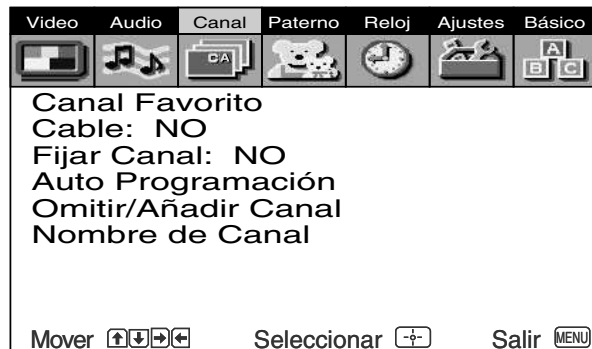 Video Audio Canal Paterno Reloj Ajustes Básico
C/A A B C
Canal Favorito
Cable: NO
Fijar Canal: NO
Auto Programación
Omitir/Añadir Canal
Nombre de Canal
Mover Seleccionar Salir MENU